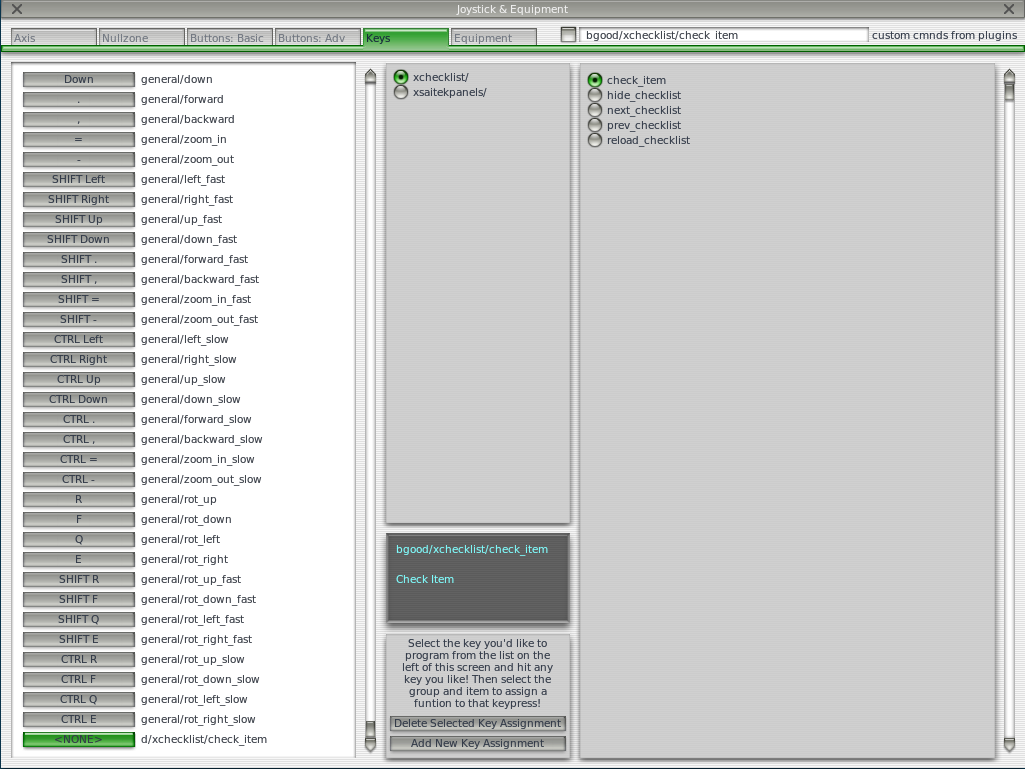 Joystick & Equipment
Axis
Nullzone
Buttons: Basic
Buttons: Adv
Keys
Equipment
bgood/xchecklist/check_item
custom cmnds from plugins
Down general/down
. general/forward
, general/backward
= general/zoom_in
- general/zoom_out
SHIFT Left general/left_fast
SHIFT Right general/right_fast
SHIFT Up general/up_fast
SHIFT Down general/down_fast
SHIFT . general/forward_fast
SHIFT , general/backward_fast
SHIFT = general/zoom_in_fast
SHIFT - general/zoom_out_fast
CTRL Left general/left_slow
CTRL Right general/right_slow
CTRL Up general/up_slow
CTRL Down general/down_slow
CTRL . general/forward_slow
CTRL , general/backward_slow
CTRL = general/zoom_in_slow
CTRL - general/zoom_out_slow
R general/rot_up
F general/rot_down
Q general/rot_left
E general/rot_right
SHIFT R general/rot_up_fast
SHIFT F general/rot_down_fast
SHIFT Q general/rot_left_fast
SHIFT E general/rot_right_fast
CTRL R general/rot_up_slow
CTRL F general/rot_down_slow
CTRL Q general/rot_left_slow
CTRL E general/rot_right_slow
<NONE> d/xchecklist/check_item
xchecklist/
xsaitekpanels/
bgood/xchecklist/check_item
Check Item
Select the key you'd like to
program from the list on the
left of this screen and hit any
key you like! Then select the
group and item to assign a
funtion to that keypress!
Delete Selected Key Assignment
Add New Key Assignment
check_item
hide_checklist
next_checklist
prev_checklist
reload_checklist